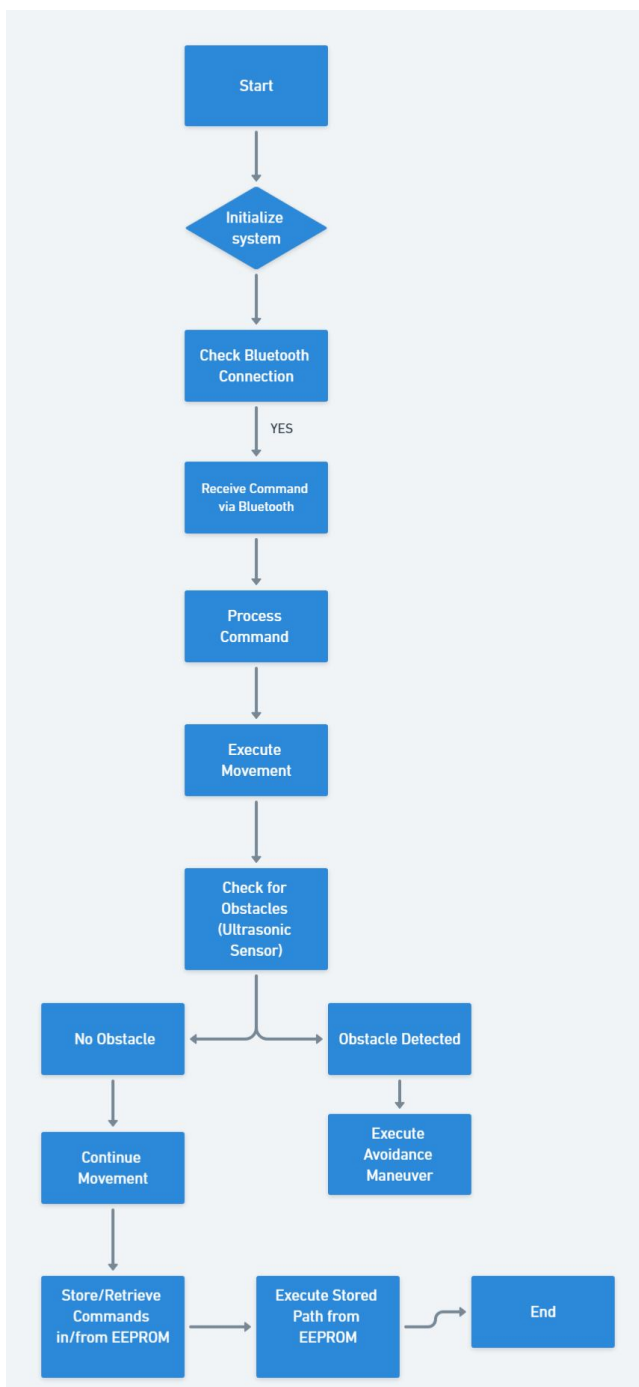 Start
Initialize
system
Check Bluetooth
Connection
YES
Receive Command
via Bluetooth
Process
Command
Execute
Movement
Check for
Obstacles
(Ultrasonic
Sensor)
No Obstacle
Obstacle Detected
Continue
Movement
Execute
Avoidance
Maneuver
Store/Retrieve
Commands
in/from EEPROM
Execute Stored
Path from
EEPROM
End